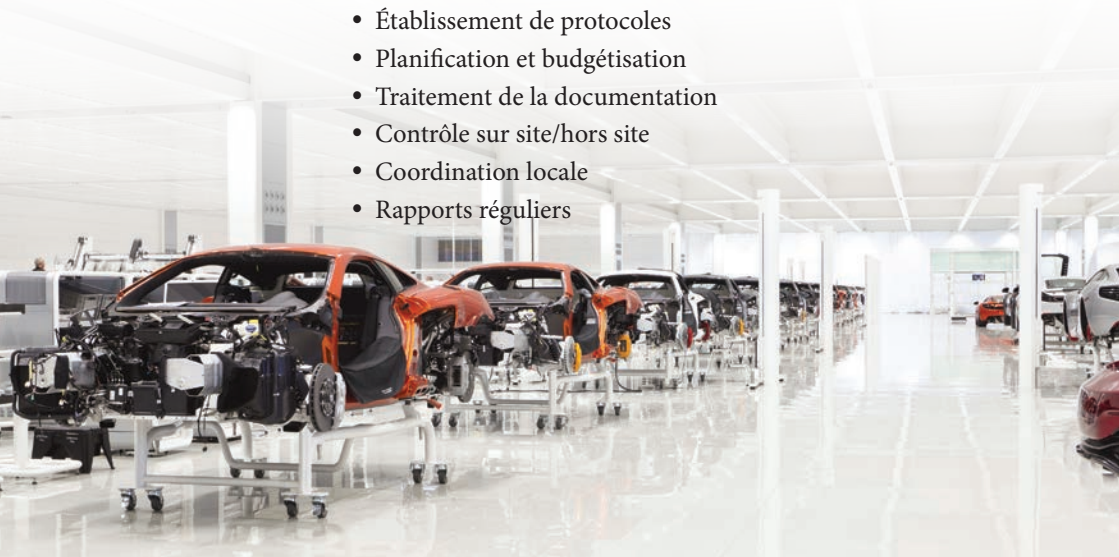 • Établissement de protocoles
• Planification et budgétisation
• Traitement de la documentation
• Contrôle sur site/hors site
• Coordination locale
• Rapports réguliers